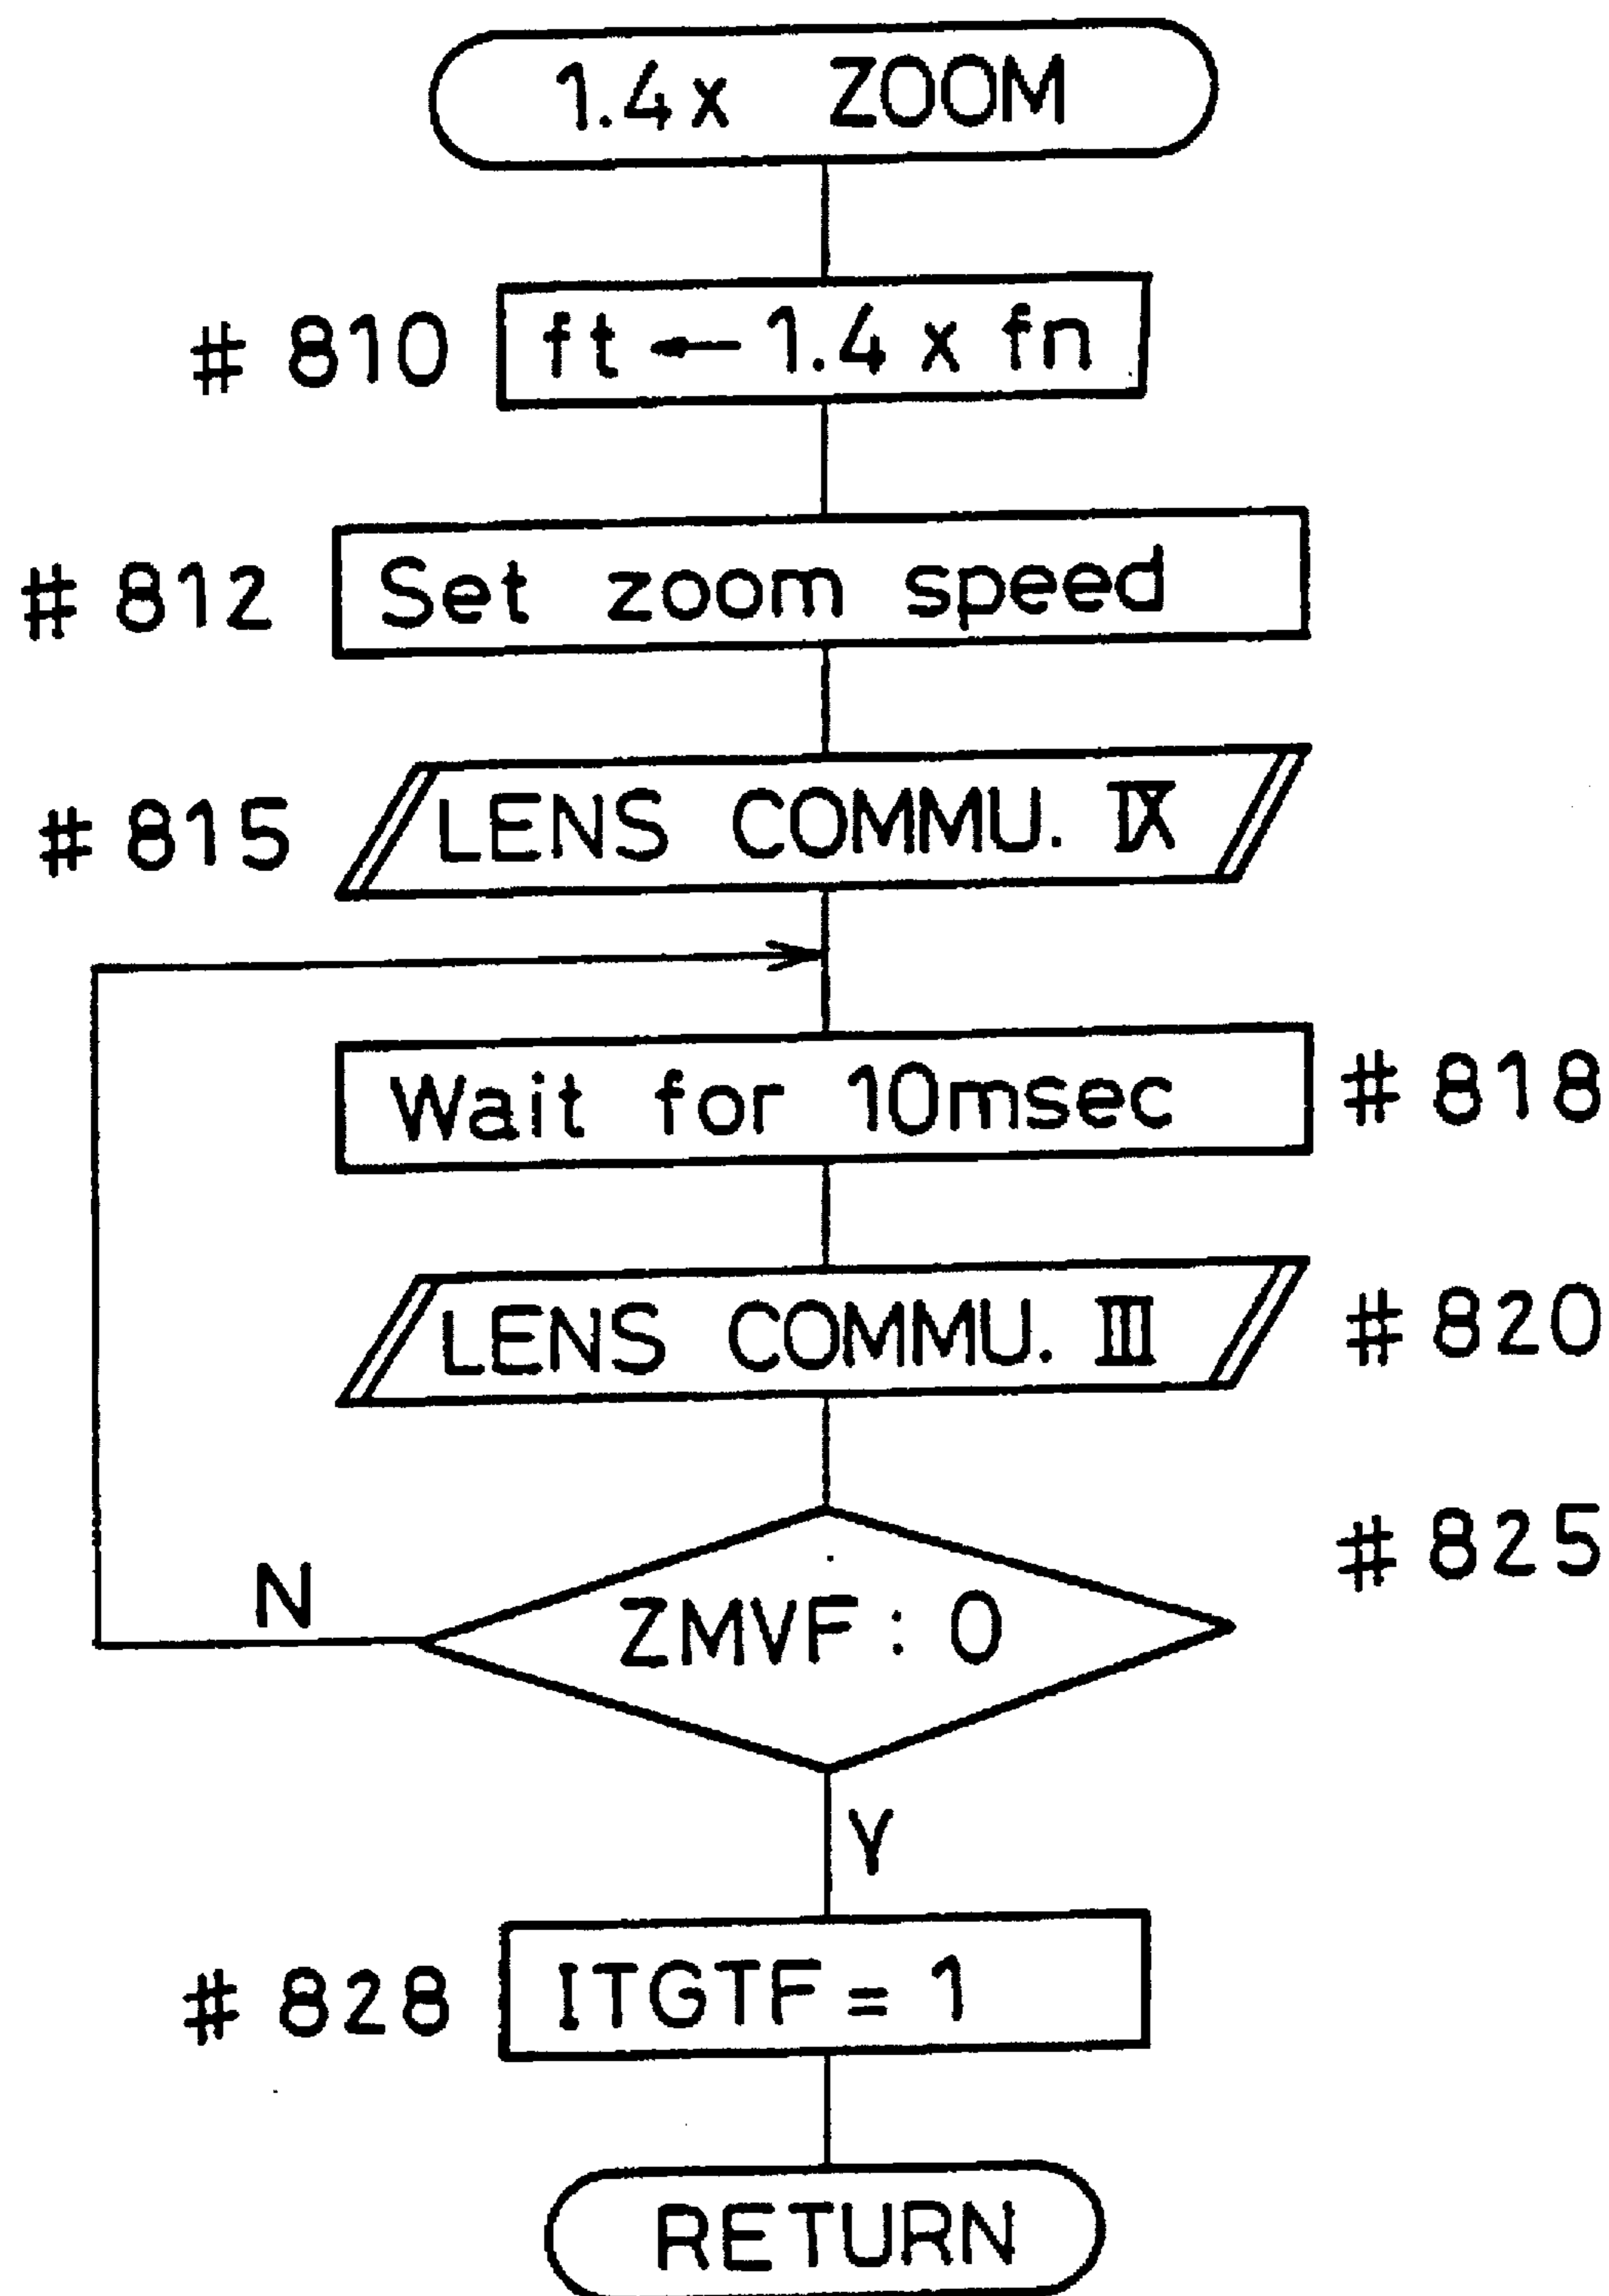 1.4x ZOOM
# 810 ft ← 1.4 x fn
# 812 Set zoom speed
# 815 LENS COMMU. IX
Wait for 10msec # 818
LENS COMMU. III # 820
# 825
N ZMVF : 0
Y
# 828 ITGTF = 1
RETURN